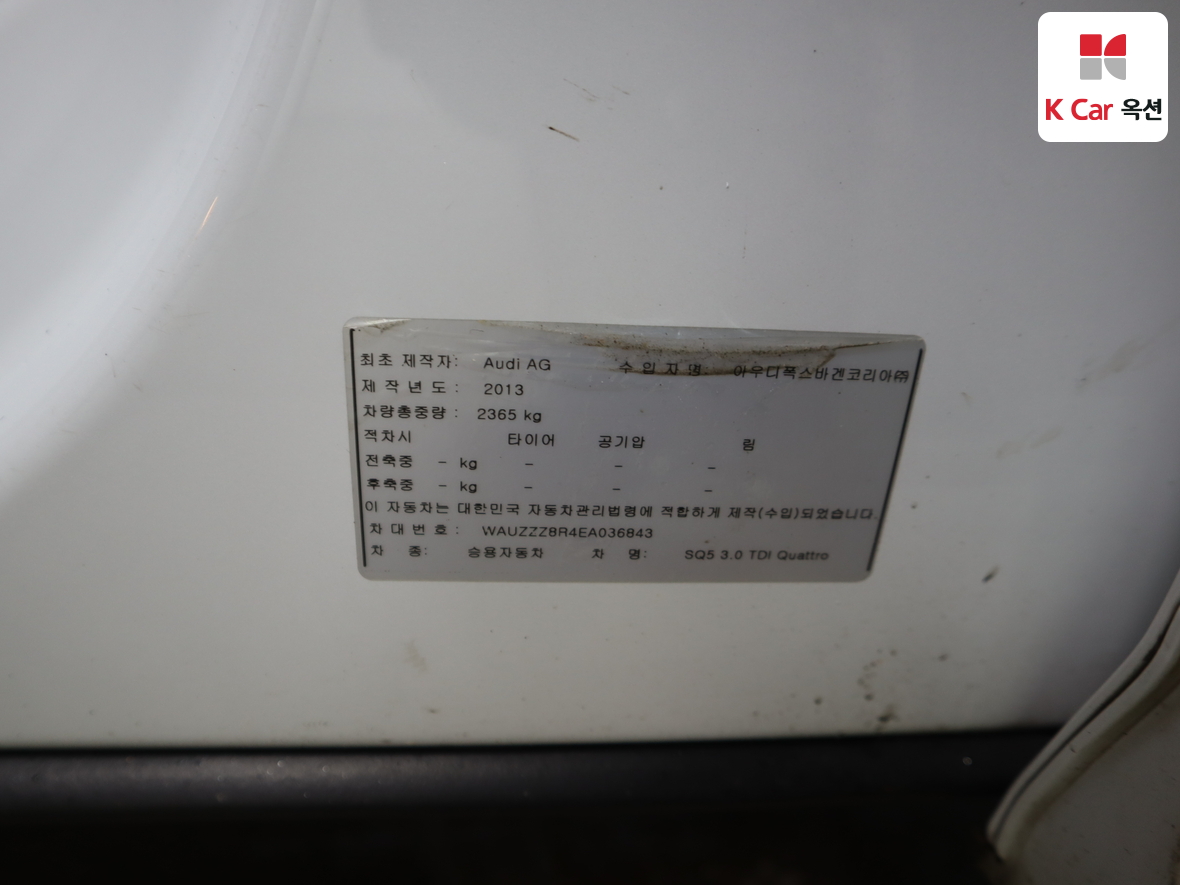 K Car 옥션
최초 제작자: Audi AG 수 입 자 명: 아우디폭스바겐코리아㈜
제 작 년 도 : 2013
차량총중량 : 2365 kg
적차시 타이어 공기압 림
전축중 - kg - - -
후축중 - kg - - -
이 자동차는 대한민국 자동차관리법령에 적합하게 제작(수입)되었습니다.
차 대 번 호 : WAUZZZ8R4EA036843
차 종: 승용자동차 차 명: SQ5 3.0 TDI Quattro